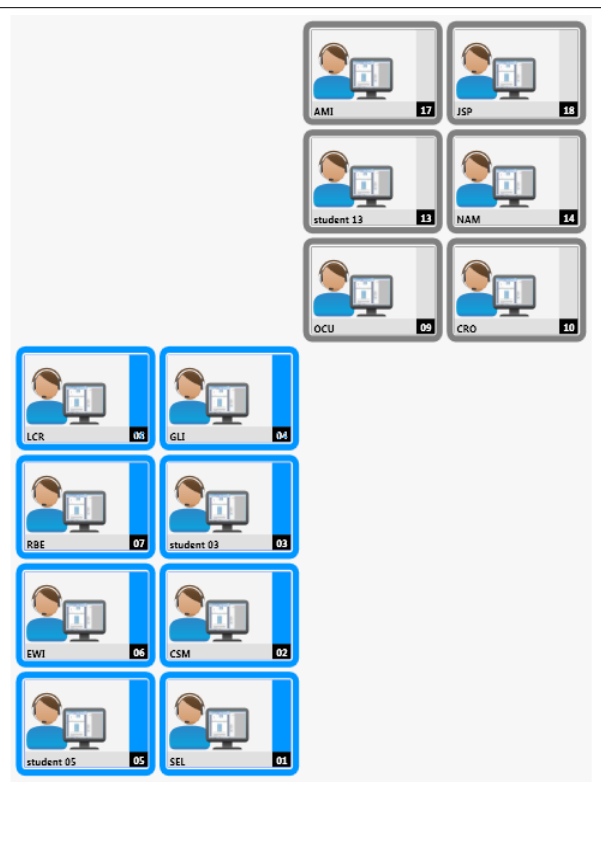 AMI 17
JSP 18
student 13 13
NAM 14
OCU 09
CRO 10
LCR 08
GLI 04
RBE 07
student 03 03
EWI 06
CSM 02
student 05 05
SEL 01